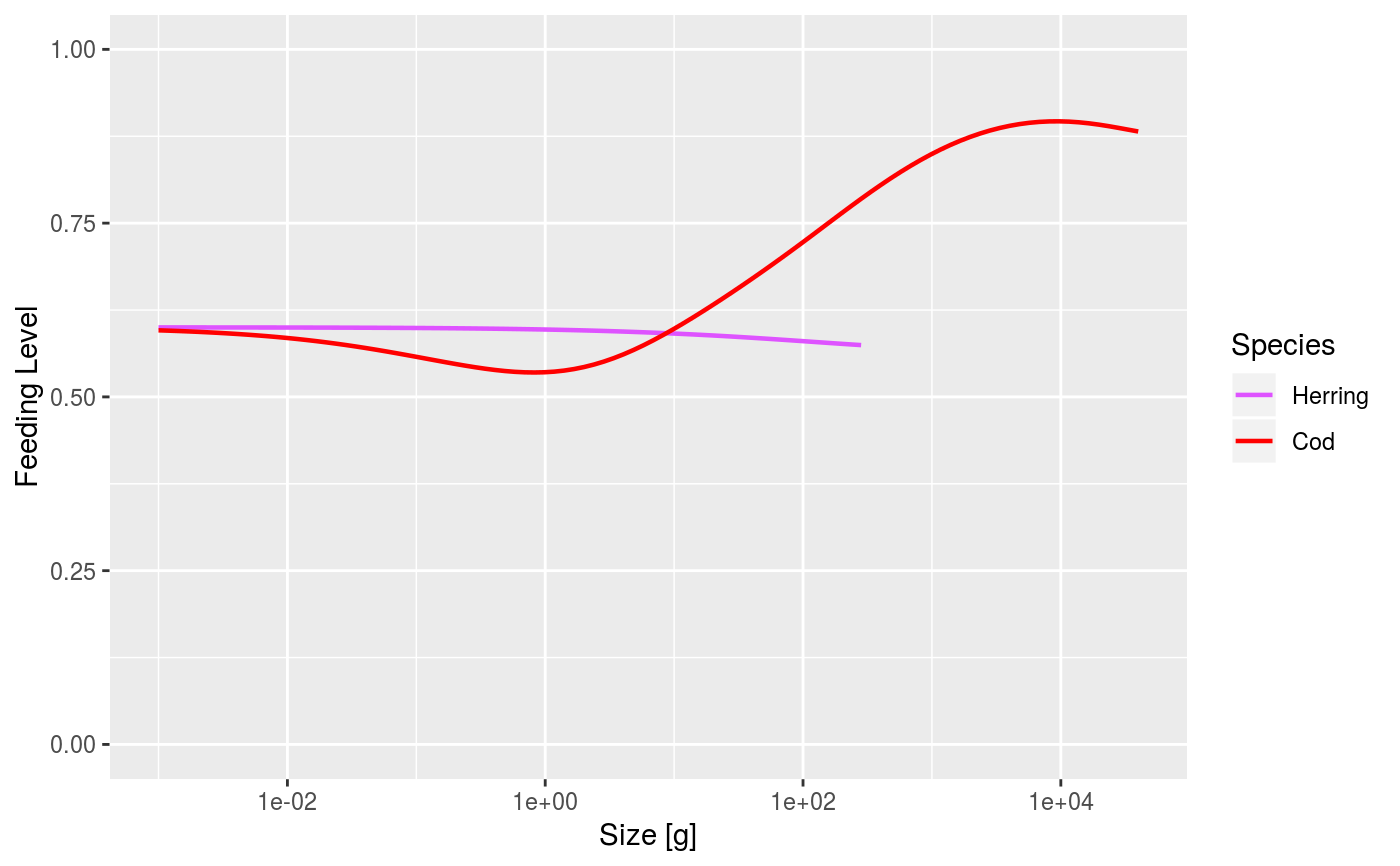 1.00
0.75
0.50
0.25
0.00
Feeding Level
1e-02
1e+00
1e+02
1e+04
Size [g]
Species
Herring
Cod